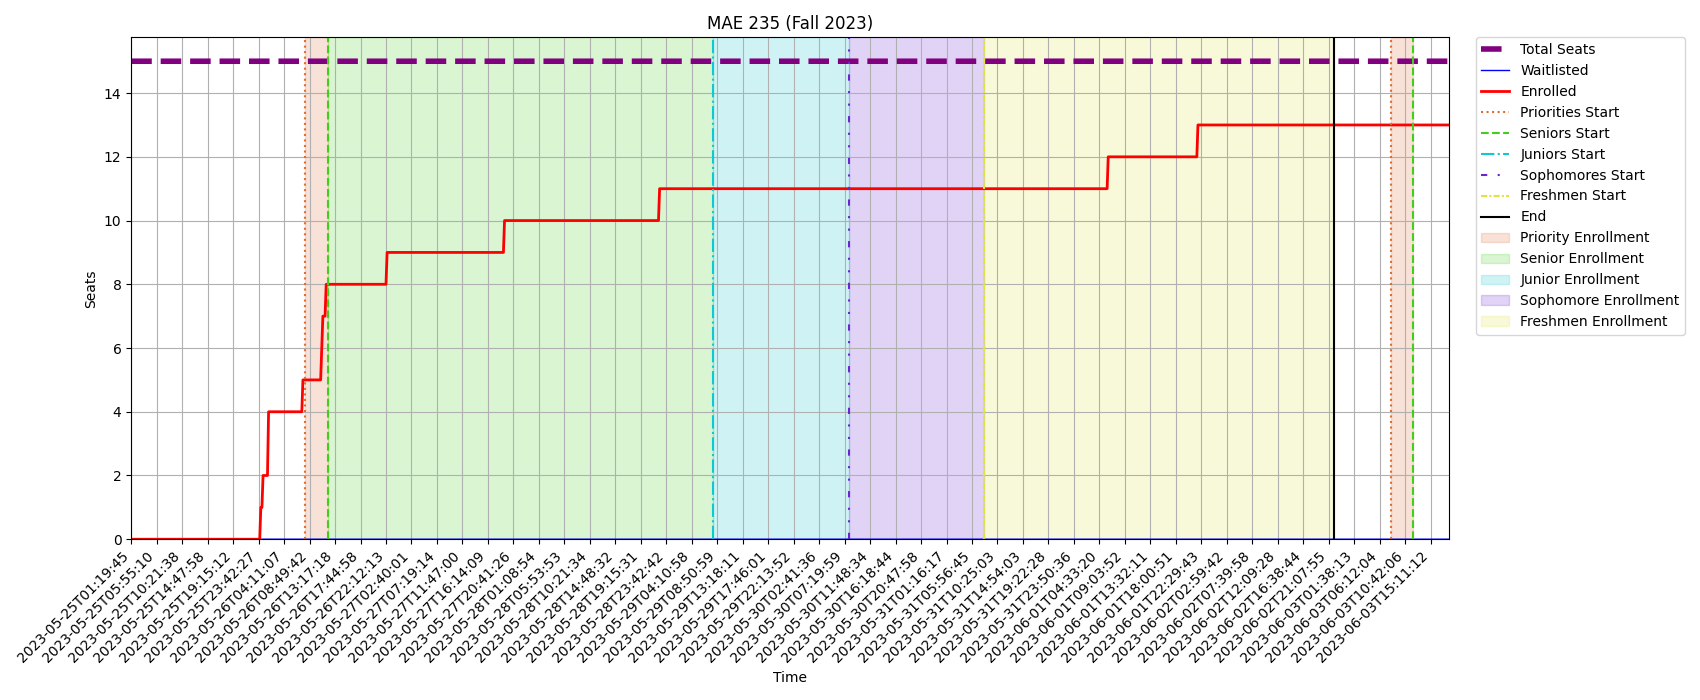 MAE 235 (Fall 2023)
Seats
14
12
10
8
6
4
2
0
2023-05-25T01:19:45
2023-05-25T05:55:10
2023-05-25T10:21:38
2023-05-25T14:47:58
2023-05-25T19:15:12
2023-05-25T23:42:27
2023-05-26T04:11:07
2023-05-26T08:49:42
2023-05-26T13:17:18
2023-05-26T17:44:58
2023-05-26T22:12:13
2023-05-27T02:40:01
2023-05-27T07:19:14
2023-05-27T11:47:00
2023-05-27T16:14:09
2023-05-27T20:41:26
2023-05-28T01:08:54
2023-05-28T05:53:53
2023-05-28T10:21:34
2023-05-28T14:48:32
2023-05-28T19:15:31
2023-05-28T23:42:42
2023-05-29T04:10:58
2023-05-29T08:50:59
2023-05-29T13:18:11
2023-05-29T17:46:01
2023-05-29T22:13:52
2023-05-30T02:41:36
2023-05-30T07:19:59
2023-05-30T11:48:34
2023-05-30T16:18:44
2023-05-30T20:47:58
2023-05-31T01:16:17
2023-05-31T05:56:45
2023-05-31T10:25:03
2023-05-31T14:54:03
2023-05-31T19:22:28
2023-05-31T23:50:36
2023-06-01T04:33:20
2023-06-01T09:03:52
2023-06-01T13:32:11
2023-06-01T18:00:51
2023-06-01T22:29:43
2023-06-02T02:59:42
2023-06-02T07:39:58
2023-06-02T12:09:28
2023-06-02T16:38:44
2023-06-02T21:07:55
2023-06-03T01:38:13
2023-06-03T06:12:04
2023-06-03T10:42:06
2023-06-03T15:11:12
Time
Total Seats
Waitlisted
Enrolled
Priorities Start
Seniors Start
Juniors Start
Sophomores Start
Freshmen Start
End
Priority Enrollment
Senior Enrollment
Junior Enrollment
Sophomore Enrollment
Freshmen Enrollment